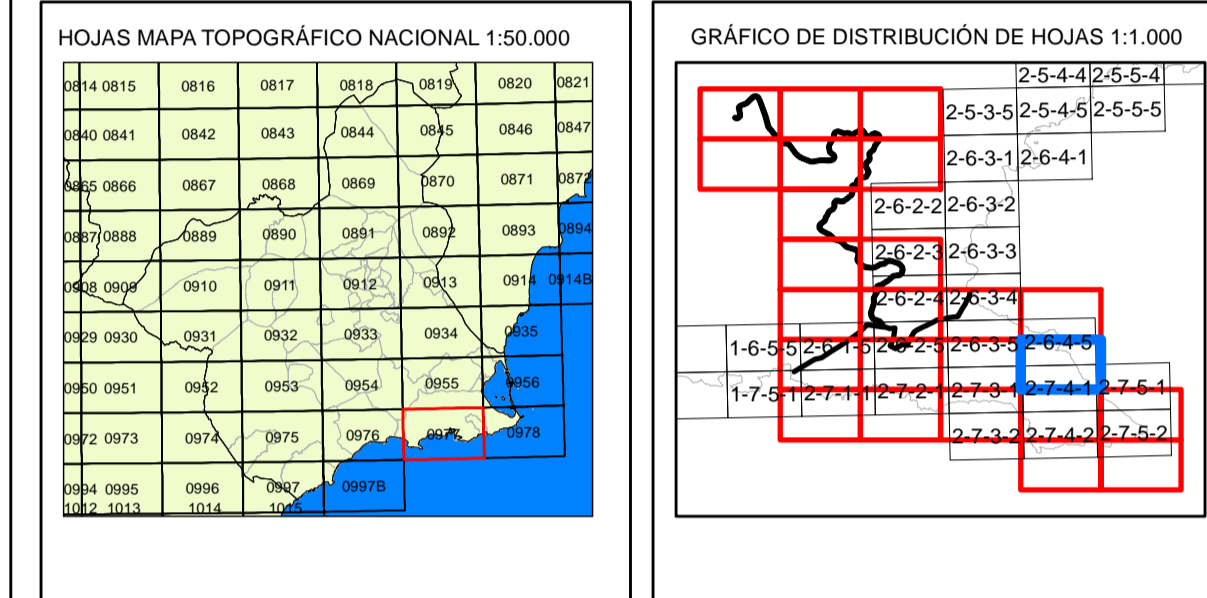 HOJAS MAPA TOPOGRÁFICO NACIONAL 1:50.000
0814 0815 0816 0817 0818 0819 0820 0821
0840 0841 0842 0843 0844 0845 0846 0847
0865 0866 0867 0868 0869 0870 0871 0872
0887 0888 0889 0890 0891 0892 0893 0894
0908 0909 0910 0911 0912 0913 0914 0914B
0929 0930 0931 0932 0933 0934 0935
0950 0951 0952 0953 0954 0955 0956
0972 0973 0974 0975 0976 0977 0978
0994 0995 0996 0997 0997B
1012 1013 1014 1015
GRÁFICO DE DISTRIBUCIÓN DE HOJAS 1:1.000
2-5-4-4 2-5-5-4
2-5-3-5 2-5-4-5 2-5-5-5
2-6-3-1 2-6-4-1
2-6-2-2 2-6-3-2
2-6-2-3 2-6-3-3
2-6-2-4 2-6-3-4
1-6-5-5 2-6-1-5 2-6-2-5 2-6-3-5 2-6-4-5
1-7-5-1 2-7-1-1 2-7-2-1 2-7-3-1 2-7-4-1 2-7-5-1
2-7-3-2 2-7-4-2 2-7-5-2